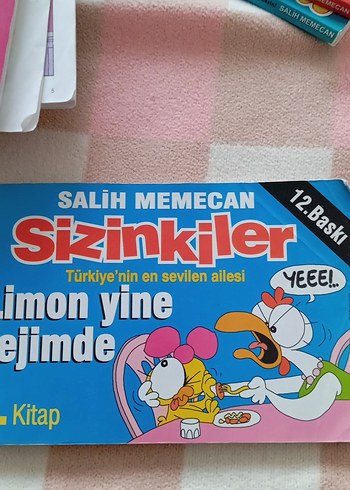 SALİH MEMECAN
SALİH MEMECAN
Sizinkiler
12.Baskı
Türkiye'nin en sevilen ailesi
YEEE!..
Limon yine
ejimde
Kitap